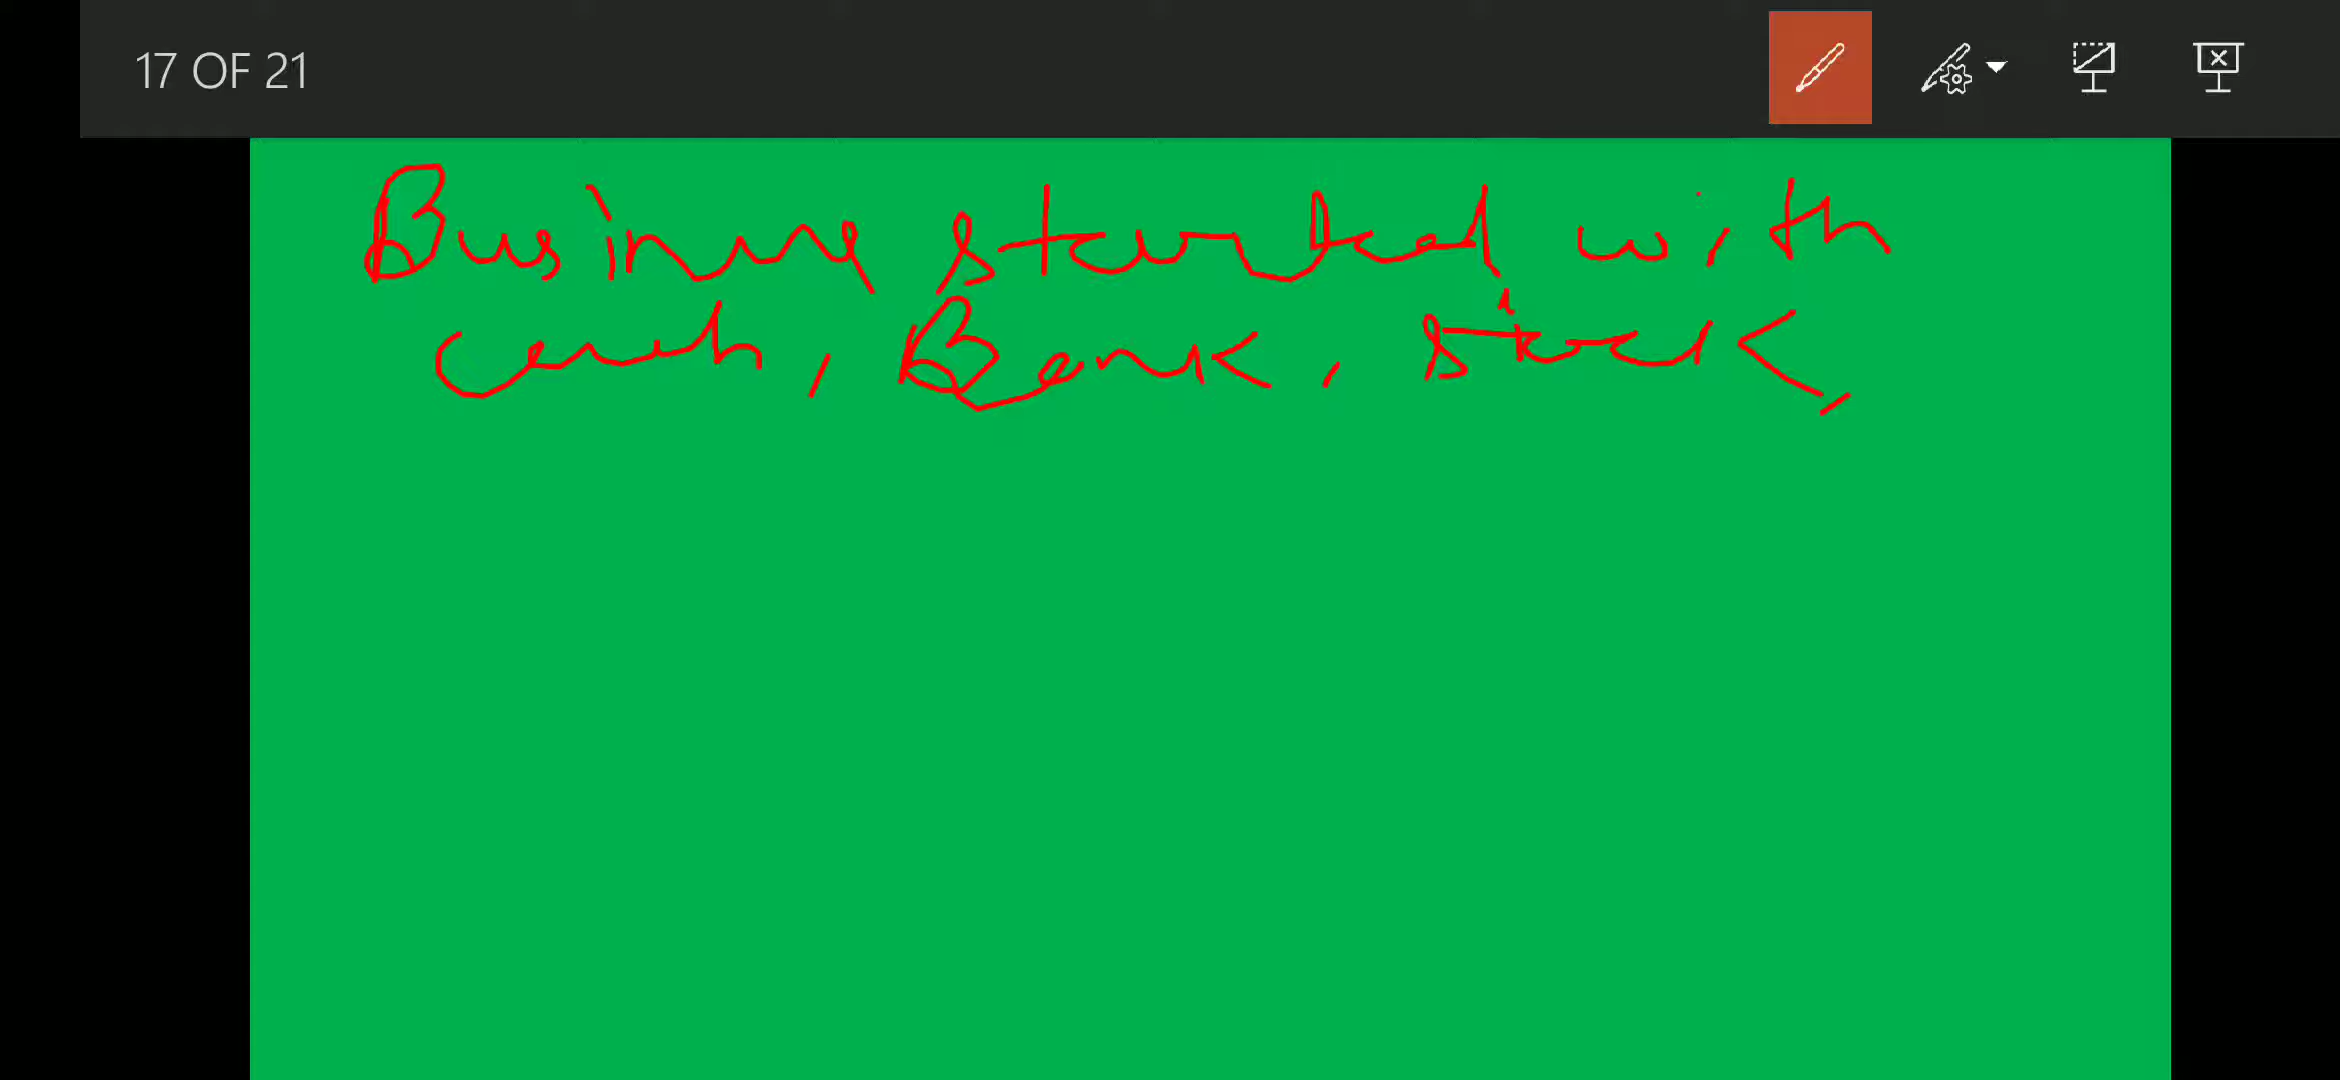 17 OF 21
Business started with
cash, Bank, stock,